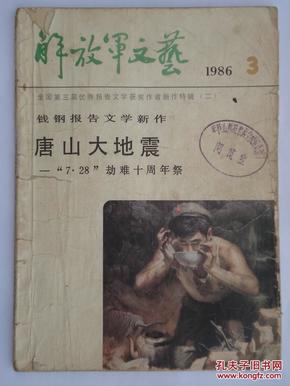 解放军文艺
1986 3
全国第三届优秀报告文学获奖作者新作特辑（二）
钱钢报告文学新作
唐山大地震
—“7·28”劫难十周年祭
阅览室
孔夫子旧书网